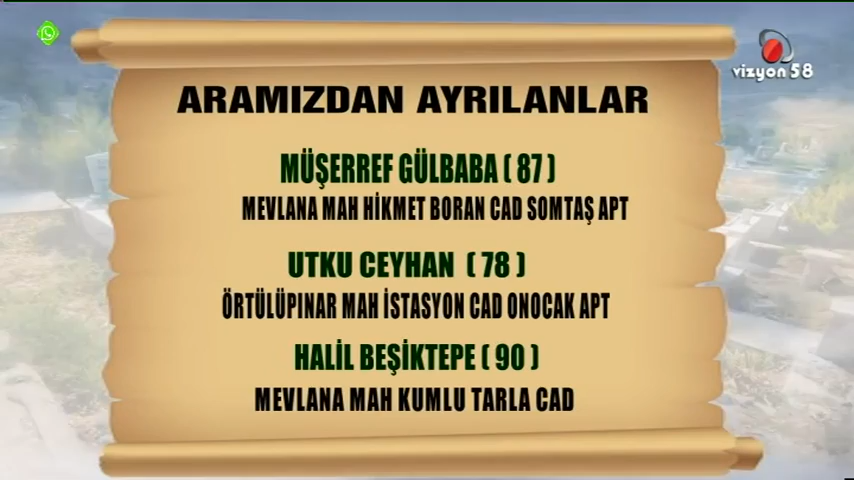 vizyon 58
ARAMIZDAN AYRILANLAR
MÜŞERREF GÜLBABA ( 87 )
MEVLANA MAH HİKMET BORAN CAD SOMTAŞ APT
UTKU CEYHAN ( 78 )
ÖRTÜLÜPINAR MAH İSTASYON CAD ONOCAK APT
HALİL BEŞİKTEPE ( 90 )
MEVLANA MAH KUMLU TARLA CAD